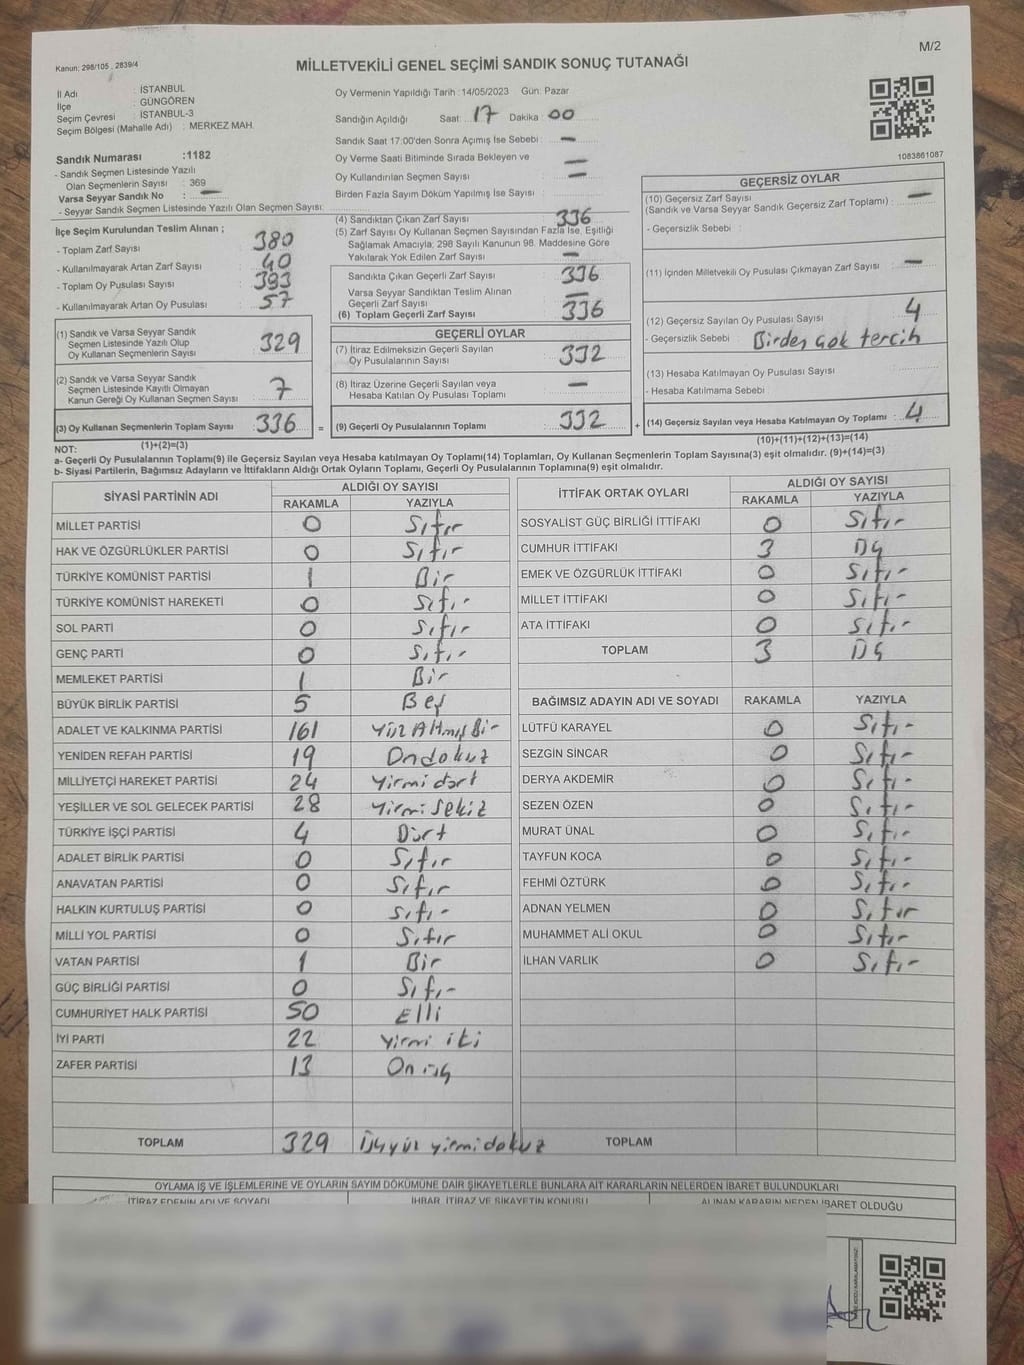 M/2
Kanun: 298/105 , 2839/4
MİLLETVEKİLİ GENEL SEÇİMİ SANDIK SONUÇ TUTANAĞI
İl Adı : İSTANBUL
İlçe : GÜNGÖREN
Seçim Çevresi : İSTANBUL-3
Seçim Bölgesi (Mahalle Adı) : MERKEZ MAH.
Sandık Numarası :1182
- Sandık Seçmen Listesinde Yazılı
Olan Seçmenlerin Sayısı : 369
Varsa Seyyar Sandık No : —
- Seyyar Sandık Seçmen Listesinde Yazılı Olan Seçmen Sayısı:
Oy Vermenin Yapıldığı Tarih : 14/05/2023 Gün: Pazar
Sandığın Açıldığı Saat: 17 Dakika : 00
Sandık Saat 17:00'den Sonra Açımış İse Sebebi : —
Oy Verme Saati Bitiminde Sırada Bekleyen ve —
Oy Kullandırılan Seçmen Sayısı : —
Birden Fazla Sayım Döküm Yapılmış İse Sayısı :
1083861087
İlçe Seçim Kurulundan Teslim Alınan ;
- Toplam Zarf Sayısı : 380
- Kullanılmayarak Artan Zarf Sayısı : 40
- Toplam Oy Pusulası Sayısı : 393
- Kullanılmayarak Artan Oy Pusulası : 57
(1) Sandık ve Varsa Seyyar Sandık
Seçmen Listesinde Yazılı Olup
Oy Kullanan Seçmenlerin Sayısı : 329
(2) Sandık ve Varsa Seyyar Sandık
Seçmen Listesinde Kayıtlı Olmayan
Kanun Gereği Oy Kullanan Seçmen Sayısı : 7
(3) Oy Kullanan Seçmenlerin Toplam Sayısı : 336
(1)+(2)=(3)
(4) Sandıktan Çıkan Zarf Sayısı : 336
(5) Zarf Sayısı Oy Kullanan Seçmen Sayısından Fazla İse, Eşitliği
Sağlamak Amacıyla; 298 Sayılı Kanunun 98. Maddesine Göre
Yakılarak Yok Edilen Zarf Sayısı : —
Sandıkta Çıkan Geçerli Zarf Sayısı : 336
Varsa Seyyar Sandıktan Teslim Alınan
Geçerli Zarf Sayısı : —
(6) Toplam Geçerli Zarf Sayısı : 336
GEÇERLİ OYLAR
(7) İtiraz Edilmeksizin Geçerli Sayılan
Oy Pusulalarının Sayısı : 332
(8) İtiraz Üzerine Geçerli Sayılan veya
Hesaba Katılan Oy Pusulası Toplamı : —
= (9) Geçerli Oy Pusulalarının Toplamı : 332 +
GEÇERSİZ OYLAR
(10) Geçersiz Zarf Sayısı
(Sandık ve Varsa Seyyar Sandık Geçersiz Zarf Toplamı) : —
- Geçersizlik Sebebi :
(11) İçinden Milletvekili Oy Pusulası Çıkmayan Zarf Sayısı : —
(12) Geçersiz Sayılan Oy Pusulası Sayısı : 4
- Geçersizlik Sebebi : Birden çok tercih
(13) Hesaba Katılmayan Oy Pusulası Sayısı :
- Hesaba Katılmama Sebebi :
(14) Geçersiz Sayılan veya Hesaba Katılmayan Oy Toplamı : 4
(10)+(11)+(12)+(13)=(14)
NOT:
a- Geçerli Oy Pusulalarının Toplamı(9) ile Geçersiz Sayılan veya Hesaba Katılmayan Oy Toplamı(14) Toplamları, Oy Kullanan Seçmenlerin Toplam Sayısına(3) eşit olmalıdır. (9)+(14)=(3)
b- Siyasi Partilerin, Bağımsız Adayların ve İttifakların Aldığı Ortak Oyların Toplamı, Geçerli Oy Pusulalarının Toplamına(9) eşit olmalıdır.
SİYASİ PARTİNİN ADI ALDIĞI OY SAYISI
RAKAMLA YAZIYLA
MİLLET PARTİSİ 0 Sıfır
HAK VE ÖZGÜRLÜKLER PARTİSİ 0 Sıfır
TÜRKİYE KOMÜNİST PARTİSİ 1 Bir
TÜRKİYE KOMÜNİST HAREKETİ 0 Sıfır
SOL PARTİ 0 Sıfır
GENÇ PARTİ 0 Sıfır
MEMLEKET PARTİSİ 1 Bir
BÜYÜK BİRLİK PARTİSİ 5 Beş
ADALET VE KALKINMA PARTİSİ 161 Yüz Altmış Bir
YENİDEN REFAH PARTİSİ 19 Ondokuz
MİLLİYETÇİ HAREKET PARTİSİ 24 Yirmi dört
YEŞİLLER VE SOL GELECEK PARTİSİ 28 Yirmi sekiz
TÜRKİYE İŞÇİ PARTİSİ 4 Dört
ADALET BİRLİK PARTİSİ 0 Sıfır
ANAVATAN PARTİSİ 0 Sıfır
HALKIN KURTULUŞ PARTİSİ 0 Sıfır
MİLLİ YOL PARTİSİ 0 Sıfır
VATAN PARTİSİ 1 Bir
GÜÇ BİRLİĞİ PARTİSİ 0 Sıfır
CUMHURİYET HALK PARTİSİ 50 Elli
İYİ PARTİ 22 Yirmi iki
ZAFER PARTİSİ 13 On üç
TOPLAM 329 Üçyüz yirmidokuz
İTTİFAK ORTAK OYLARI ALDIĞI OY SAYISI
RAKAMLA YAZIYLA
SOSYALİST GÜÇ BİRLİĞİ İTTİFAKI 0 Sıfır
CUMHUR İTTİFAKI 3 Üç
EMEK VE ÖZGÜRLÜK İTTİFAKI 0 Sıfır
MİLLET İTTİFAKI 0 Sıfır
ATA İTTİFAKI 0 Sıfır
TOPLAM 3 Üç
BAĞIMSIZ ADAYIN ADI VE SOYADI RAKAMLA YAZIYLA
LÜTFÜ KARAYEL 0 Sıfır
SEZGİN SİNCAR 0 Sıfır
DERYA AKDEMİR 0 Sıfır
SEZEN ÖZEN 0 Sıfır
MURAT ÜNAL 0 Sıfır
TAYFUN KOCA 0 Sıfır
FEHMİ ÖZTÜRK 0 Sıfır
ADNAN YELMEN 0 Sıfır
MUHAMMET ALİ OKUL 0 Sıfır
İLHAN VARLIK 0 Sıfır
TOPLAM
OYLAMA İŞ VE İŞLEMLERİNE VE OYLARIN SAYIM DÖKÜMÜNE DAİR ŞİKAYETLERLE BUNLARA AİT KARARLARIN NELERDEN İBARET BULUNDUKLARI
İTİRAZ EDENİN ADI VE SOYADI İHBAR, İTİRAZ VE ŞİKAYETİN KONUSU ALINAN KARARIN NEDEN İBARET OLDUĞU